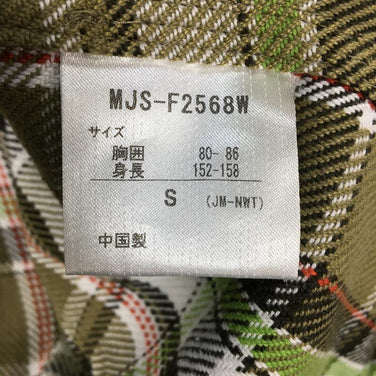 MJS-F2568W
サイズ
胸囲 80- 86
身長 152-158
S (JM-NWT)
中国製